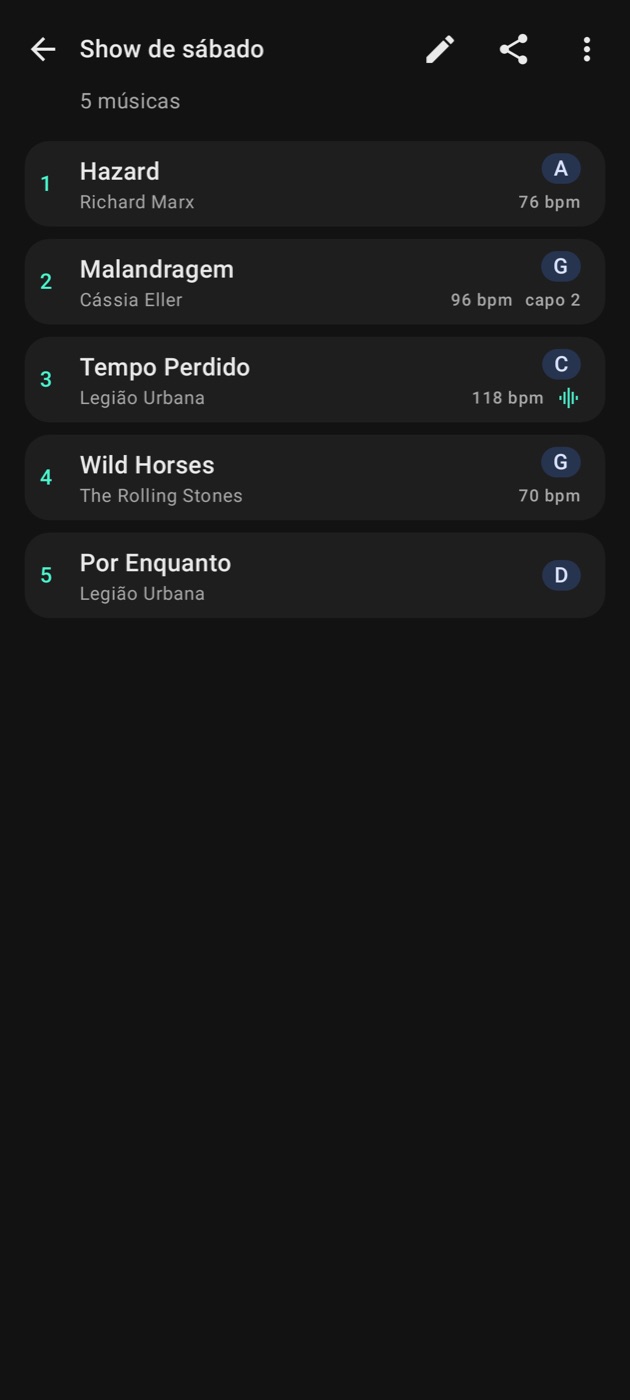 Show de sábado
5 músicas
1
Hazard
A
Richard Marx
76 bpm
2
Malandragem
G
Cássia Eller
96 bpm capo 2
3
Tempo Perdido
C
Legião Urbana
118 bpm
4
Wild Horses
G
The Rolling Stones
70 bpm
5
Por Enquanto
D
Legião Urbana